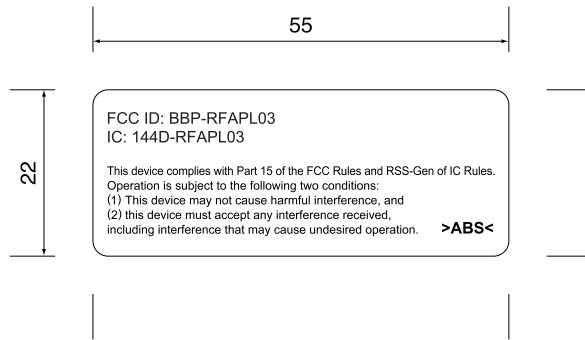 55
22
FCC ID: BBP-RFAPL03
IC: 144D-RFAPL03
This device complies with Part 15 of the FCC Rules and RSS-Gen of IC Rules.
Operation is subject to the following two conditions:
(1) This device may not cause harmful interference, and
(2) this device must accept any interference received,
including interference that may cause undesired operation.
>ABS<